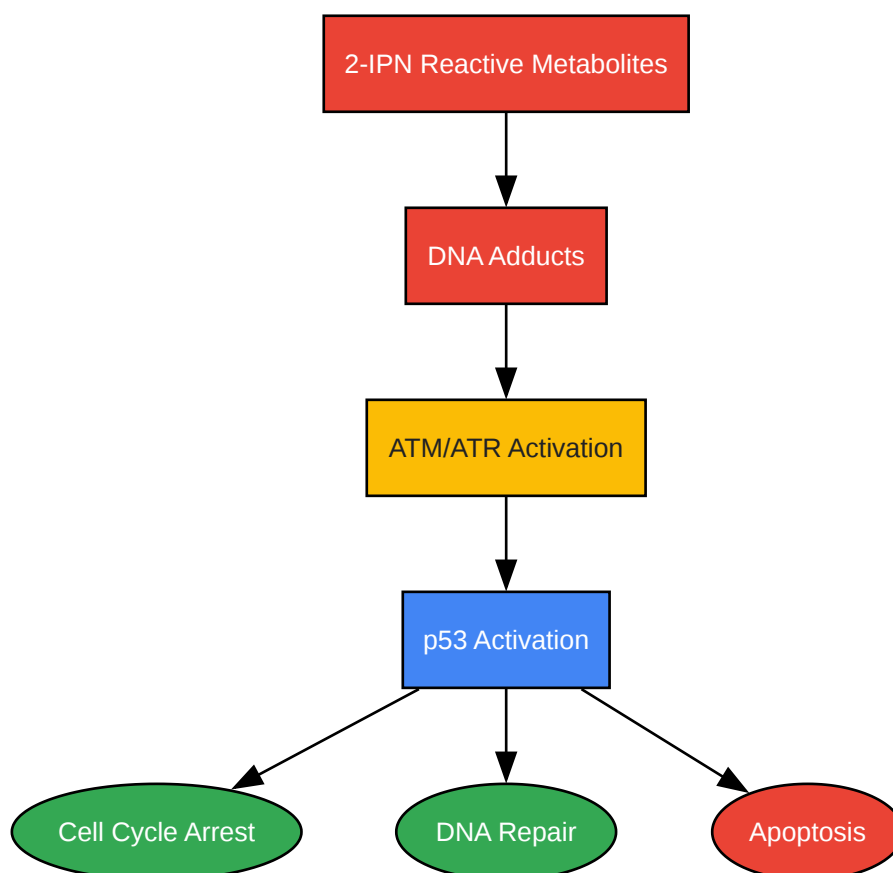 2-IPN Reactive Metabolites
DNA Adducts
ATM/ATR Activation
p53 Activation
Cell Cycle Arrest
DNA Repair
Apoptosis